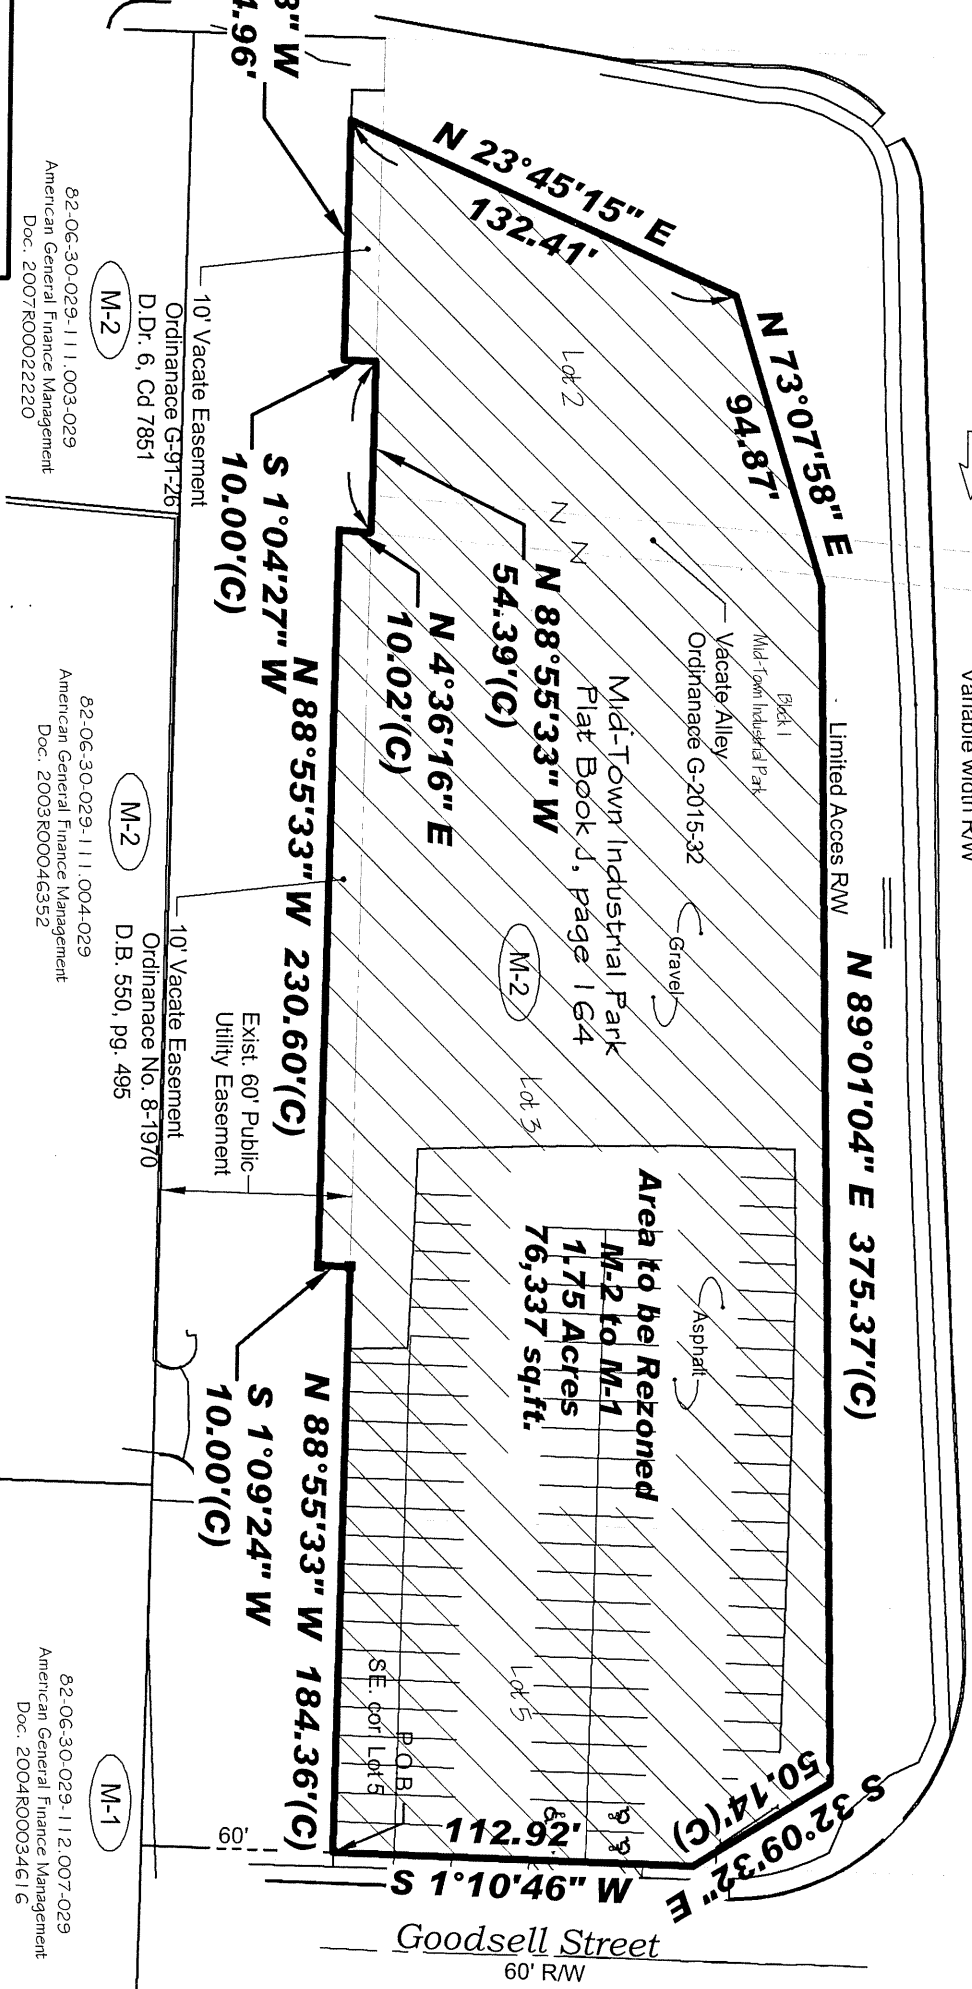 3" W
4.96'
N 23°45'15" E
132.41'
N 73°07'58" E
94.87'
Variable Width R/W
Limited Acces R/W
N 89°01'04" E 375.37'(C)
S 32°09'32" E
50.14'(C)
112.92'
S 1°10'46" W
Goodsell Street
60' R/W
Lot 2
Block 1
Mid-Town Industrial Park
Vacate Alley
Ordinanace G-2015-32
Mid-Town Industrial Park
Plat Book J, page 164
M-2
Gravel
Lot 3
Asphalt
Area to be Rezoned
M-2 to M-1
1.75 Acres
76,337 sq.ft.
Lot 5
P.O.B.
SE. cor Lot 5
N 88°55'33" W
54.39'(C)
N 4°36'16" E
10.02'(C)
S 1°04'27" W
10.00'(C)
N 88°55'33" W 230.60'(C)
S 1°09'24" W
10.00'(C)
N 88°55'33" W 184.36'(C)
10' Vacate Easement
Ordinanace G-91-26
D.Dr. 6, Cd 7851
M-2
82-06-30-029-111.003-029
American General Finance Management
Doc. 2007R00022220
Exist. 60' Public
Utility Easement
10' Vacate Easement
Ordinanace No. 8-1970
D.B. 550, pg. 495
M-2
82-06-30-029-111.004-029
American General Finance Management
Doc. 2003R00046352
60'
M-1
82-06-30-029-112.007-029
American General Finance Management
Doc. 2004R00034616